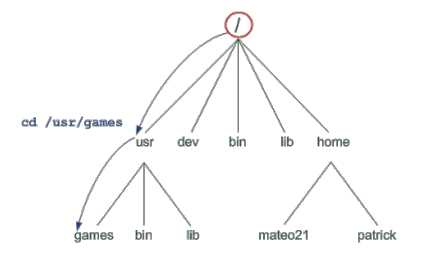 /
cd /usr/games
usr dev bin lib home
games bin lib mateo21 patrick